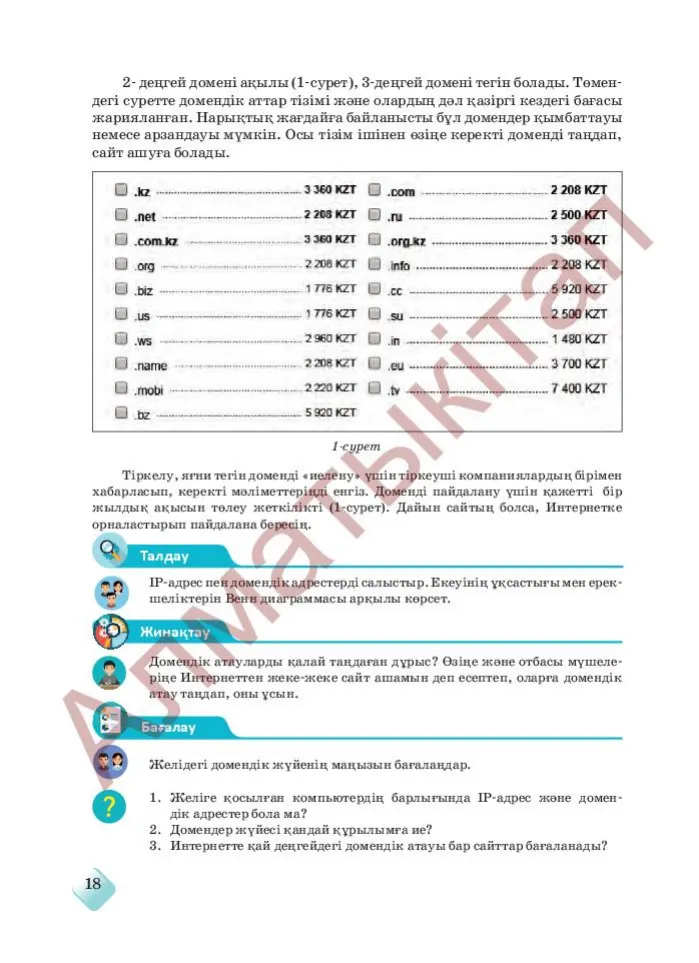 2- деңгей домені ақылы (1-сурет), 3-деңгей домені тегін болады. Төмен-
дегі суретте домендік аттар тізімі және олардың дәл қазіргі кездегі бағасы
жарияланған. Нарықтық жағдайға байланысты бұл домендер қымбаттауы
немесе арзандауы мүмкін. Осы тізім ішінен өзіңе керекті доменді таңдап,
сайт ашуға болады.
.kz 3 360 KZT .com 2 208 KZT
.net 2 208 KZT .ru 2 500 KZT
.com.kz 3 360 KZT .org.kz 3 360 KZT
.org 2 208 KZT .info 2 208 KZT
.biz 1 776 KZT .cc 5 920 KZT
.us 1 776 KZT .su 2 500 KZT
.ws 2 960 KZT .in 1 480 KZT
.name 2 208 KZT .eu 3 700 KZT
.mobi 2 220 KZT .tv 7 400 KZT
.bz 5 920 KZT
1-сурет
Тіркелу, яғни тегін доменді «иелену» үшін тіркеуші компаниялардың бірімен
хабарласып, керекті мәліметтеріңді енгіз. Доменді пайдалану үшін қажетті бір
жылдық ақысын төлеу жеткілікті (1-сурет). Дайын сайтың болса, Интернетке
орналастырып пайдалана бересің.
Талдау
IP-адрес пен домендік адрестерді салыстыр. Екеуінің ұқсастығы мен ерек-
шеліктерін Венн диаграммасы арқылы көрсет.
Жинақтау
Домендік атауларды қалай таңдаған дұрыс? Өзіңе және отбасы мүшеле-
ріңе Интернеттен жеке-жеке сайт ашамын деп есептеп, оларға домендік
атау таңдап, оны ұсын.
Бағалау
Желідегі домендік жүйенің маңызын бағалаңдар.
?
1. Желіге қосылған компьютердің барлығында IP-адрес және домен-
дік адрестер бола ма?
2. Домендер жүйесі қандай құрылымға ие?
3. Интернетте қай деңгейдегі домендік атауы бар сайттар бағаланады?
18
Алматыкітап